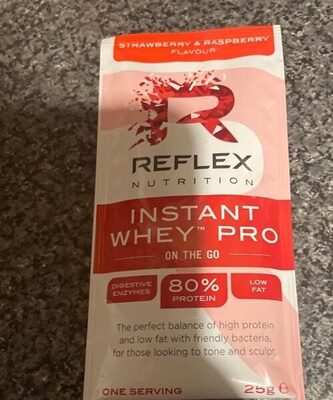 STRAWBERRY & RASPBERRY
FLAVOUR
R
REFLEX
NUTRITION
INSTANT
WHEY™ PRO
ON THE GO
DIGESTIVE
ENZYMES
80%
PROTEIN
LOW
FAT
The perfect balance of high protein
and low fat with friendly bacteria,
for those looking to tone and sculpt.
ONE SERVING
25g e